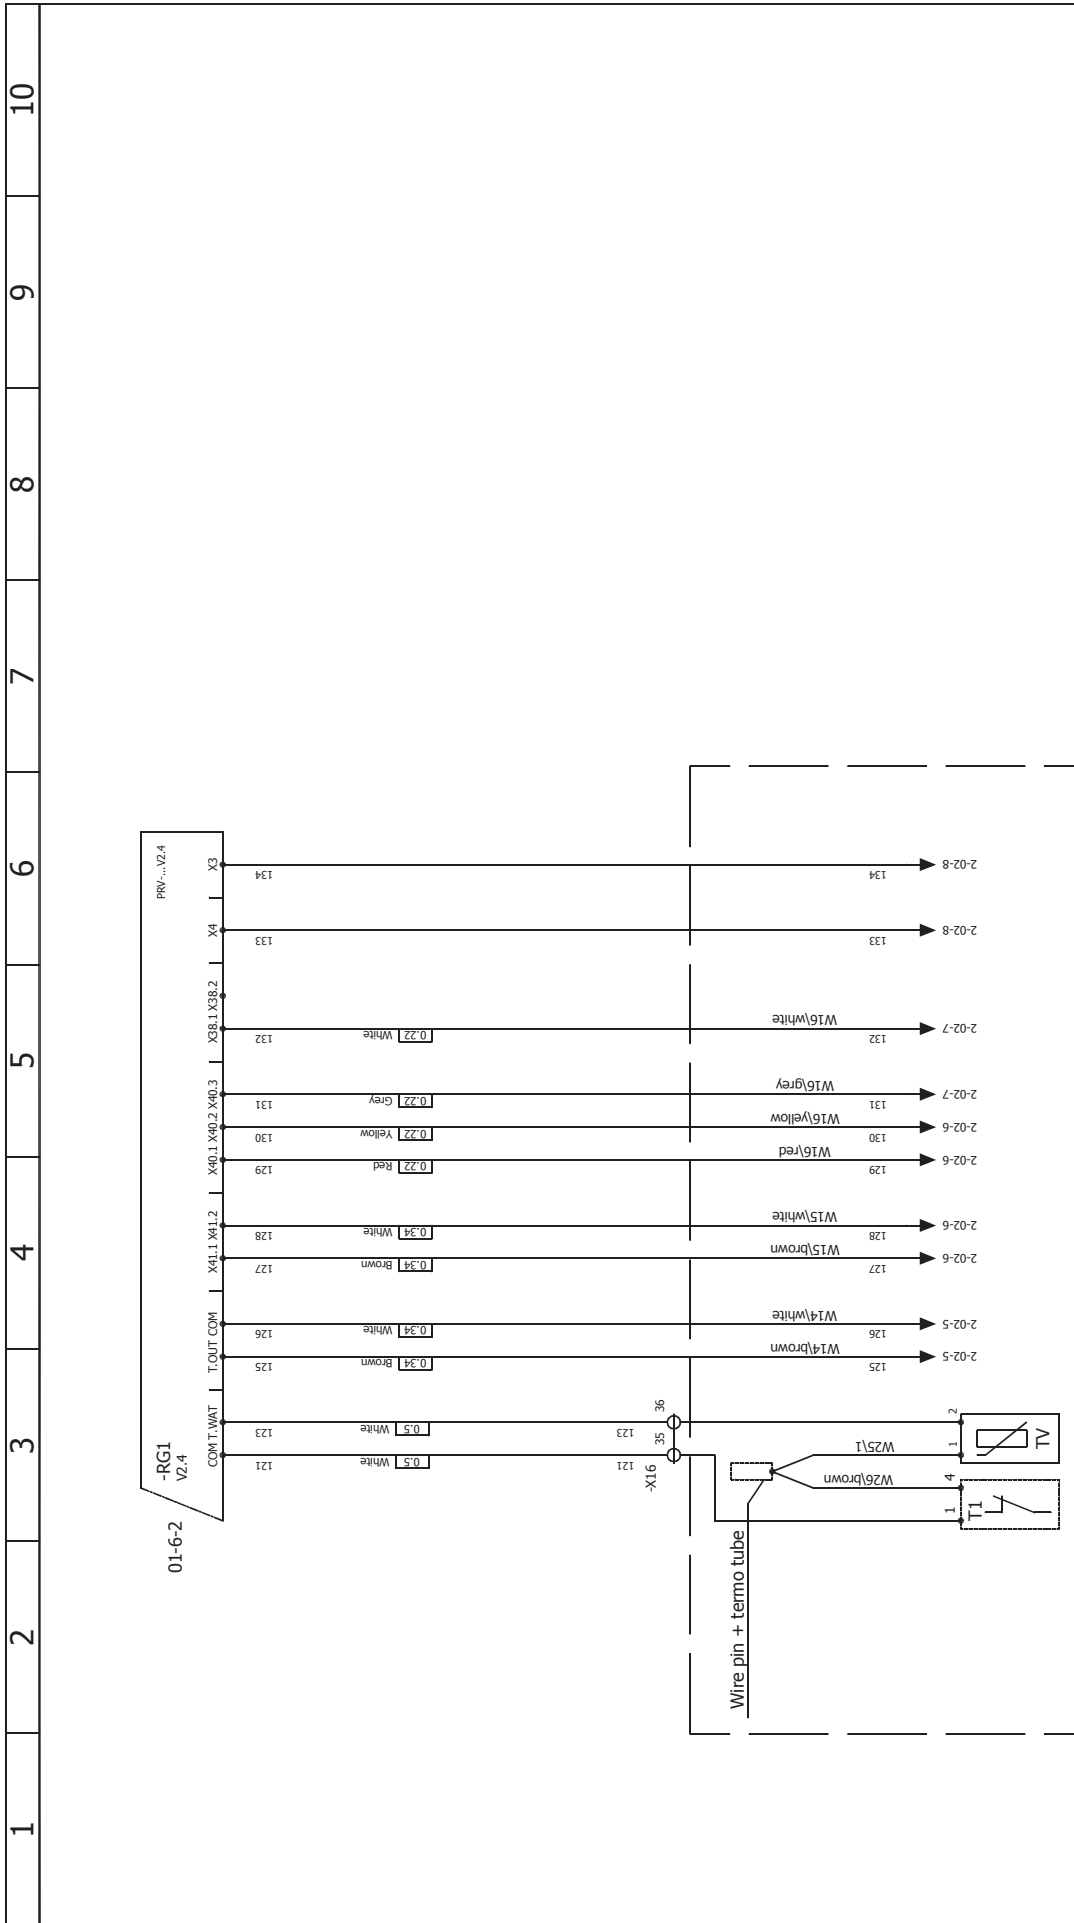 1
2
3
4
5
6
7
8
9
10
01-6-2
-RG1
V2.4
PRV-...V2.4
COM T.WAT
T.OUT COM
X41.1 X41.2
X40.1 X40.2 X40.3
X38.1 X38.2
X4
X3
121
123
125
126
127
128
129
130
131
132
133
134
White 0.5
White 0.5
Brown 0.34
White 0.34
Brown 0.34
White 0.34
Red 0.22
Yellow 0.22
Grey 0.22
White 0.22
121
123
-X16
35
36
W14\brown
W14\white
W15\brown
W15\white
W16\red
W16\yellow
W16\grey
W16\white
125
126
127
128
129
130
131
132
133
134
Wire pin + termo tube
W26\brown
W25\1
1
4
1
2
T1
TV
2-02-5
2-02-5
2-02-6
2-02-6
2-02-6
2-02-6
2-02-7
2-02-7
2-02-8
2-02-8